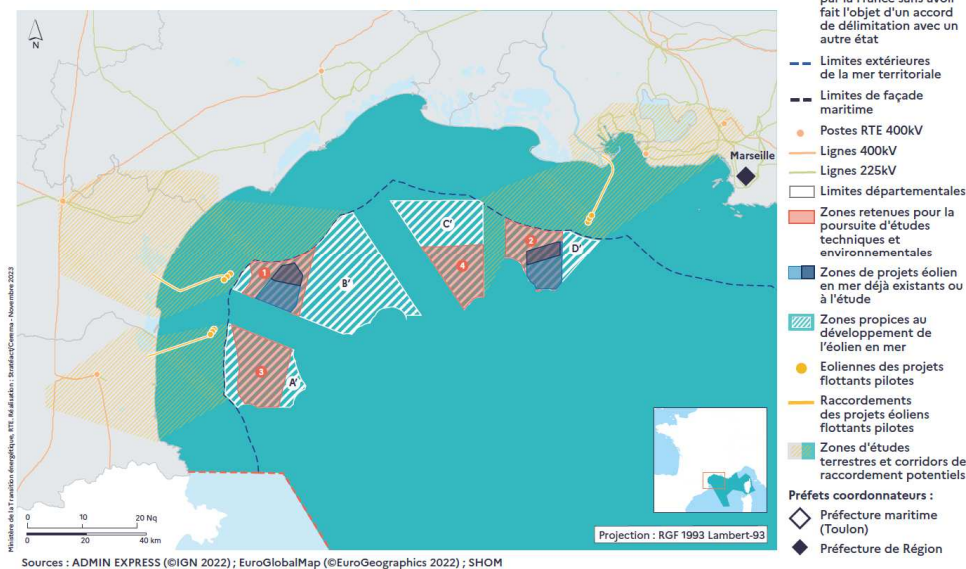 par la France sans avoir
fait l'objet d'un accord
de délimitation avec un
autre état
Limites extérieures
de la mer territoriale
Limites de façade
maritime
Postes RTE 400kV
Lignes 400kV
Lignes 225kV
Limites départementales
Zones retenues pour la
poursuite d'études
techniques et
environnementales
Zones de projets éolien
en mer déjà existants ou
à l'étude
Zones propices au
développement de
l'éolien en mer
Eoliennes des projets
flottants pilotes
Raccordements
des projets éoliens
flottants pilotes
Zones d'études
terrestres et corridors de
raccordement potentiels
Préfets coordonnateurs :
Préfecture maritime
(Toulon)
Préfecture de Région
N
Marseille
C'
2
D'
4
1
B'
3
A'
0 10 20 Nq
0 20 40 km
Projection : RGF 1993 Lambert-93
Ministère de la Transition énergétique, RTE. Réalisation : Stratéact'/Cerema - Novembre 2023
Sources : ADMIN EXPRESS (©IGN 2022) ; EuroGlobalMap (©EuroGeographics 2022) ; SHOM